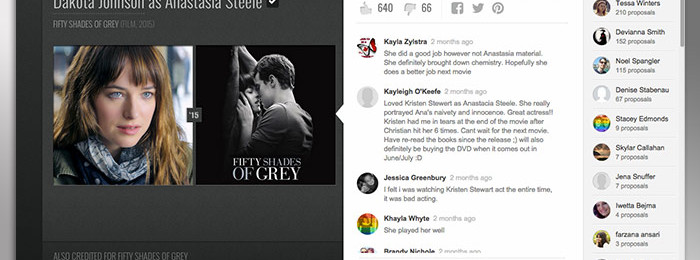 Dakota Johnson as Anastasia Steele
FIFTY SHADES OF GREY (FILM, 2015)
'15
FIFTY SHADES
OF GREY
ALSO CREDITED FOR FIFTY SHADES OF GREY
640
66
Kayla Zylstra 2 months ago
She did a good job however not Anastasia material.
She definitely brought down chemistry. Hopefully she
does a better job next movie
Kayleigh O'Keefe 2 months ago
Loved Kristen Stewert as Anastacia Steele. She really
portrayed Ana's naivety and innocence. Great actress!!
Kristen had me in tears at the end of the movie after
Christian hit her 6 times. Cant wait for the next movie.
Have re-read the books since the release ;) will also
definitely be buying the DVD when it comes out in
June/July :D
Jessica Greenbury 2 months ago
I felt i was watching Kristen Stewart act the entire time,
it was bad acting.
Khayla Whyte 2 months ago
She played her well
Brandy Nichole 2 months ago
Tessa Winters
210 proposals
Devianna Smith
152 proposals
Noel Spangler
115 proposals
Denise Stabenau
67 proposals
Stacey Edmonds
9 proposals
Skylar Callahan
7 proposals
Jena Snuffer
7 proposals
Iwetta Bejma
4 proposals
farzana ansari
3 proposals